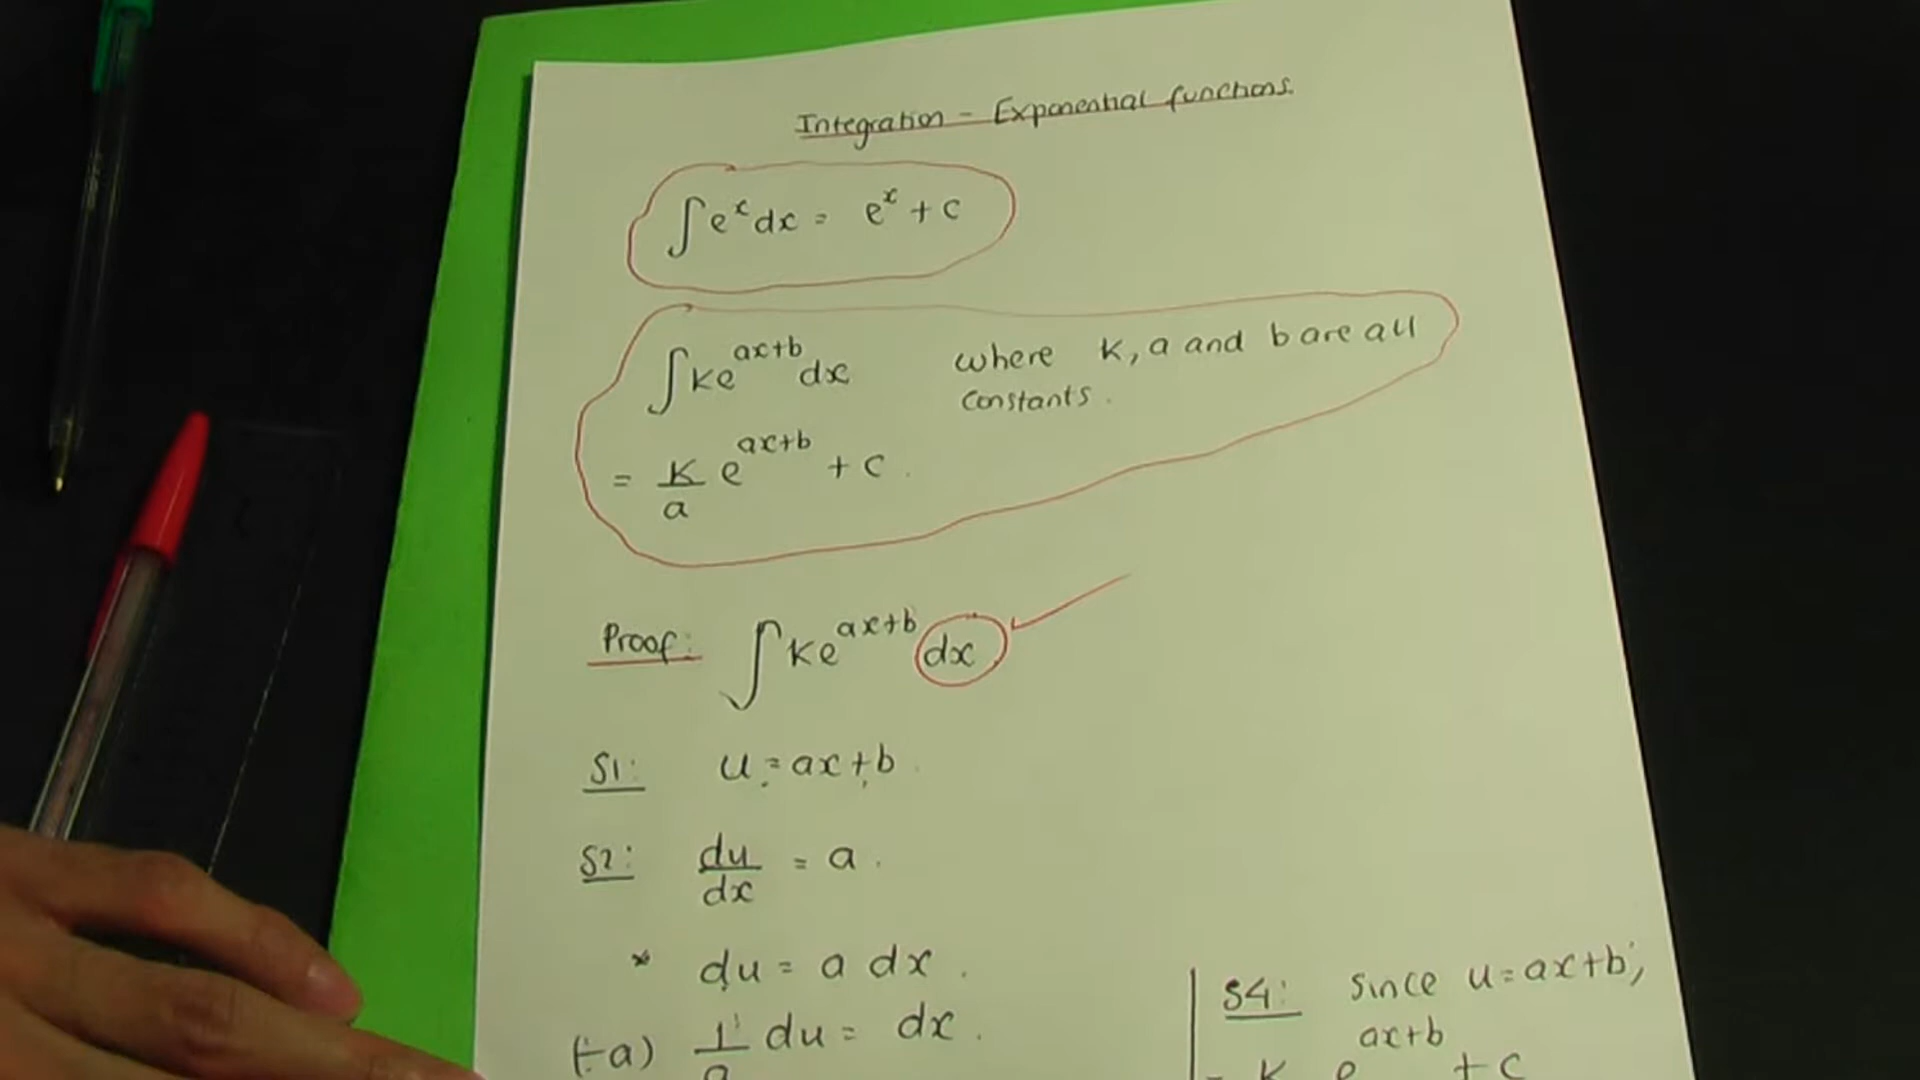 Integration - Exponential functions.
∫e^x dx = e^x + c
∫ke^(ax+b) dx where k, a and b are all
constants.
= k/a e^(ax+b) + c.
Proof: ∫ke^(ax+b) dx
S1: u = ax+b.
S2: du/dx = a.
* du = a dx.
(÷a) 1/a du = dx.
S4: Since u=ax+b,
= k e^(ax+b) + c